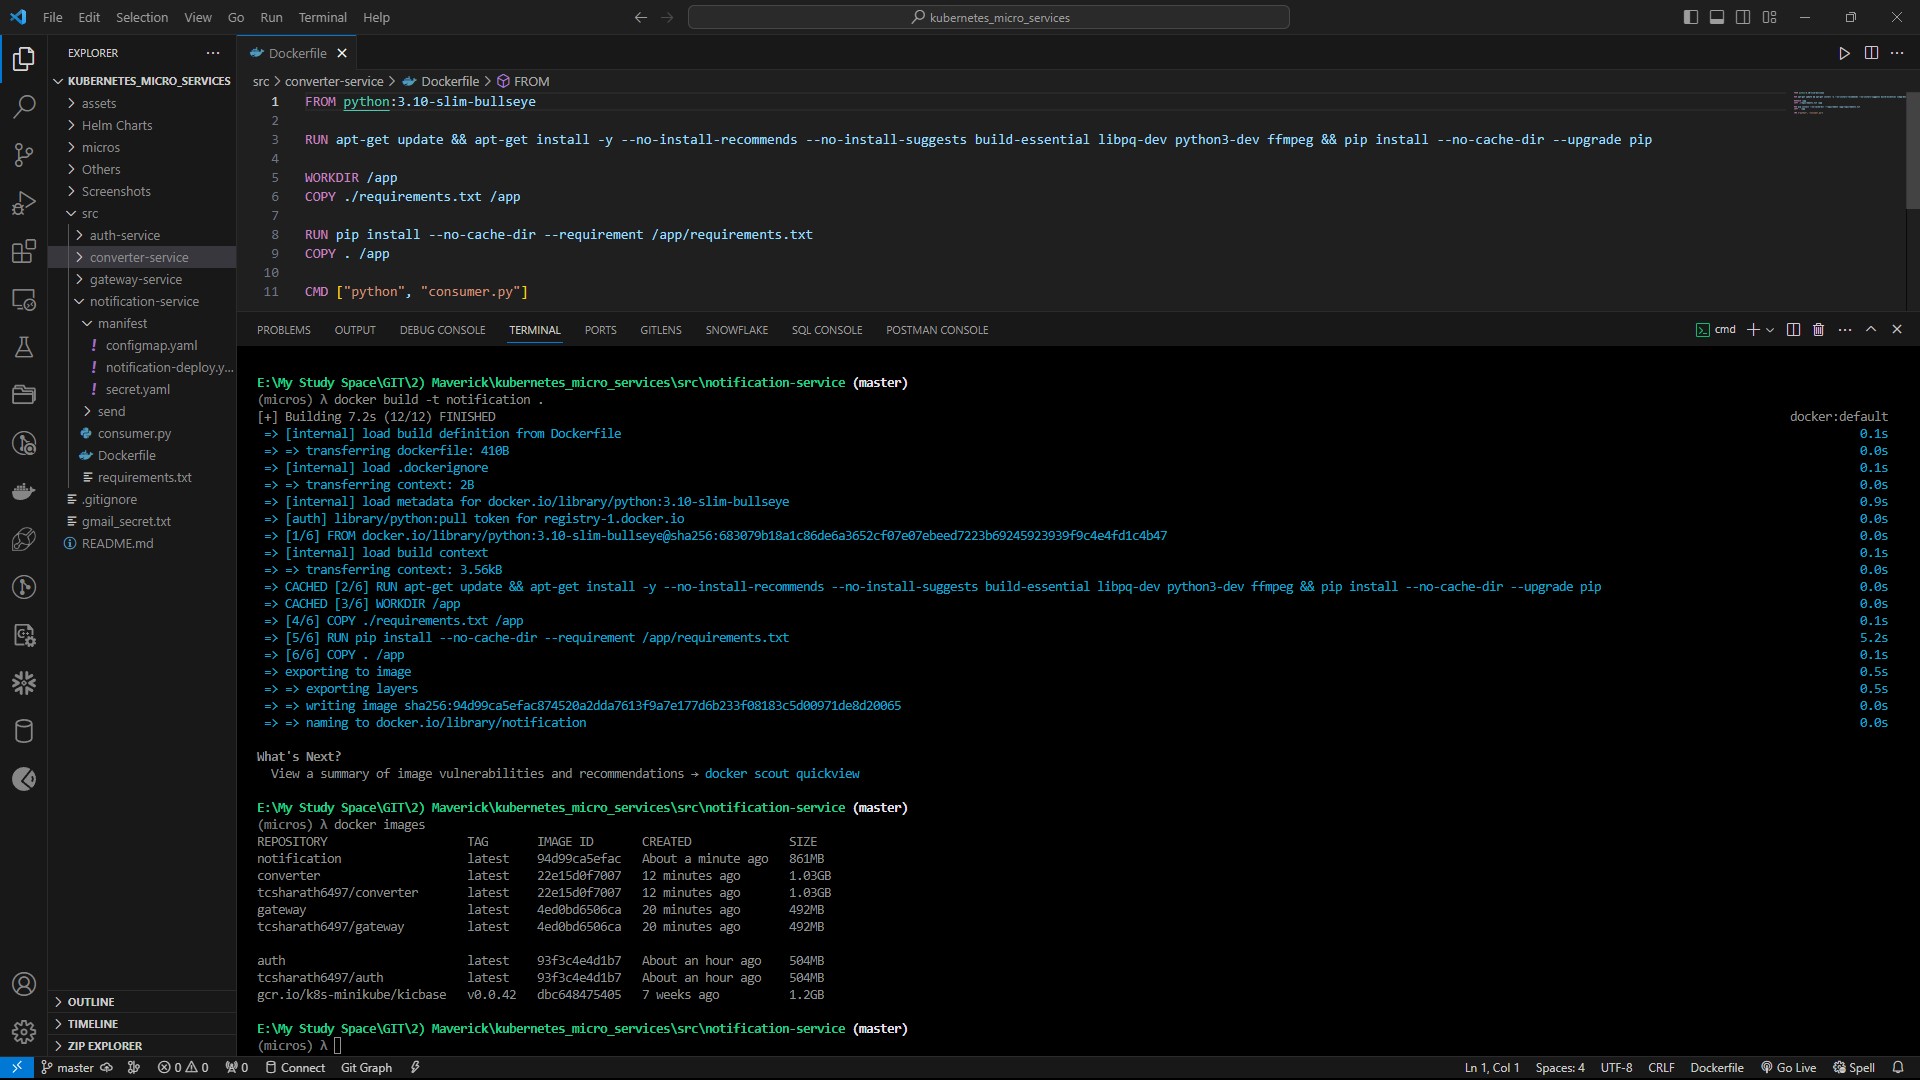 File Edit Selection View Go Run Terminal Help
kubernetes_micro_services
EXPLORER
KUBERNETES_MICRO_SERVICES
assets
Helm Charts
micros
Others
Screenshots
src
auth-service
converter-service
gateway-service
notification-service
manifest
configmap.yaml
notification-deploy.y...
secret.yaml
send
consumer.py
Dockerfile
requirements.txt
.gitignore
gmail_secret.txt
README.md
OUTLINE
TIMELINE
ZIP EXPLORER
Dockerfile
src > converter-service > Dockerfile > FROM
1 FROM python:3.10-slim-bullseye
2
3 RUN apt-get update && apt-get install -y --no-install-recommends --no-install-suggests build-essential libpq-dev python3-dev ffmpeg && pip install --no-cache-dir --upgrade pip
4
5 WORKDIR /app
6 COPY ./requirements.txt /app
7
8 RUN pip install --no-cache-dir --requirement /app/requirements.txt
9 COPY . /app
10
11 CMD ["python", "consumer.py"]
PROBLEMS OUTPUT DEBUG CONSOLE TERMINAL PORTS GITLENS SNOWFLAKE SQL CONSOLE POSTMAN CONSOLE cmd
E:\My Study Space\GIT\2) Maverick\kubernetes_micro_services\src\notification-service (master)
(micros) λ docker build -t notification .
[+] Building 7.2s (12/12) FINISHED docker:default
=> [internal] load build definition from Dockerfile 0.1s
=> => transferring dockerfile: 410B 0.0s
=> [internal] load .dockerignore 0.1s
=> => transferring context: 2B 0.0s
=> [internal] load metadata for docker.io/library/python:3.10-slim-bullseye 0.9s
=> [auth] library/python:pull token for registry-1.docker.io 0.0s
=> [1/6] FROM docker.io/library/python:3.10-slim-bullseye@sha256:683079b18a1c86de6a3652cf07e07ebeed7223b69245923939f9c4e4fd1c4b47 0.0s
=> [internal] load build context 0.1s
=> => transferring context: 3.56kB 0.0s
=> CACHED [2/6] RUN apt-get update && apt-get install -y --no-install-recommends --no-install-suggests build-essential libpq-dev python3-dev ffmpeg && pip install --no-cache-dir --upgrade pip 0.0s
=> CACHED [3/6] WORKDIR /app 0.0s
=> [4/6] COPY ./requirements.txt /app 0.1s
=> [5/6] RUN pip install --no-cache-dir --requirement /app/requirements.txt 5.2s
=> [6/6] COPY . /app 0.1s
=> exporting to image 0.5s
=> => exporting layers 0.5s
=> => writing image sha256:94d99ca5efac874520a2dda7613f9a7e177d6b233f08183c5d00971de8d20065 0.0s
=> => naming to docker.io/library/notification 0.0s
What's Next?
View a summary of image vulnerabilities and recommendations → docker scout quickview
E:\My Study Space\GIT\2) Maverick\kubernetes_micro_services\src\notification-service (master)
(micros) λ docker images
REPOSITORY TAG IMAGE ID CREATED SIZE
notification latest 94d99ca5efac About a minute ago 861MB
converter latest 22e15d0f7007 12 minutes ago 1.03GB
tcsharath6497/converter latest 22e15d0f7007 12 minutes ago 1.03GB
gateway latest 4ed0bd6506ca 20 minutes ago 492MB
tcsharath6497/gateway latest 4ed0bd6506ca 20 minutes ago 492MB
auth latest 93f3c4e4d1b7 About an hour ago 504MB
tcsharath6497/auth latest 93f3c4e4d1b7 About an hour ago 504MB
gcr.io/k8s-minikube/kicbase v0.0.42 dbc648475405 7 weeks ago 1.2GB
E:\My Study Space\GIT\2) Maverick\kubernetes_micro_services\src\notification-service (master)
(micros) λ
master 0 0 0 Connect Git Graph Ln 1, Col 1 Spaces: 4 UTF-8 CRLF Dockerfile Go Live Spell